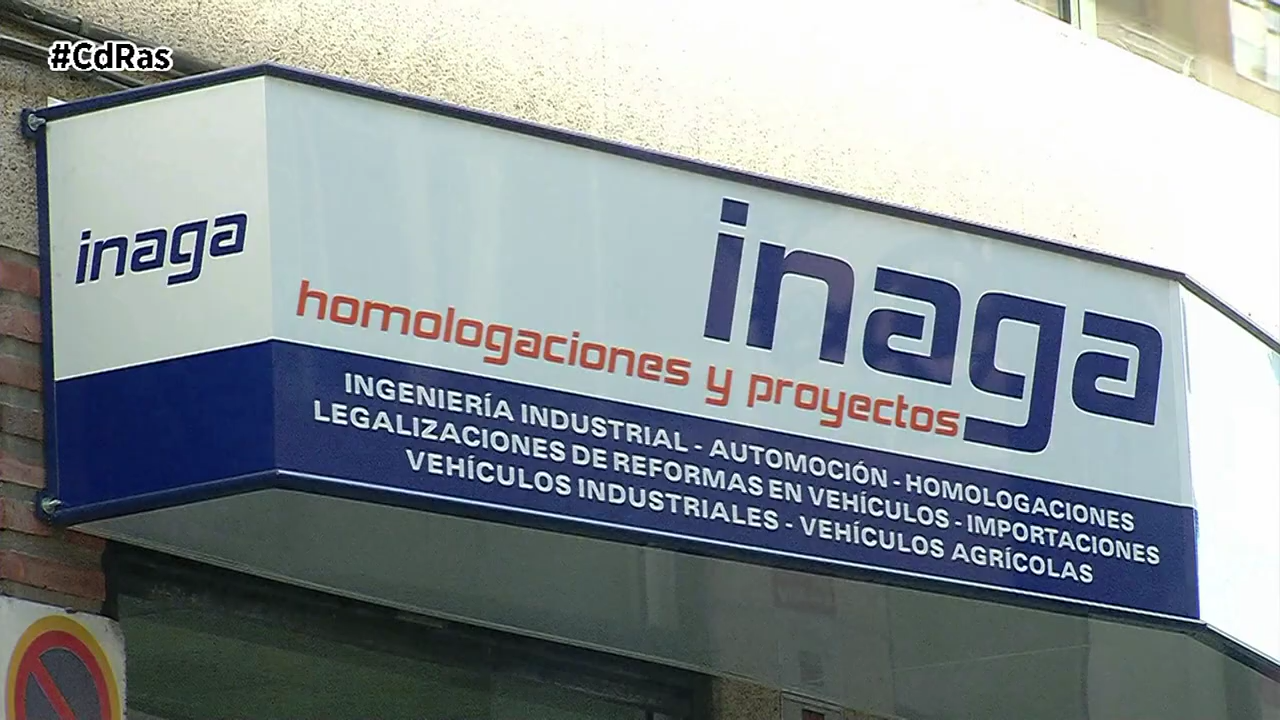 #CdRas
inaga
inaga
homologaciones y proyectos
INGENIERÍA INDUSTRIAL - AUTOMOCIÓN - HOMOLOGACIONES
LEGALIZACIONES DE REFORMAS EN VEHÍCULOS - IMPORTACIONES
VEHÍCULOS INDUSTRIALES - VEHÍCULOS AGRÍCOLAS